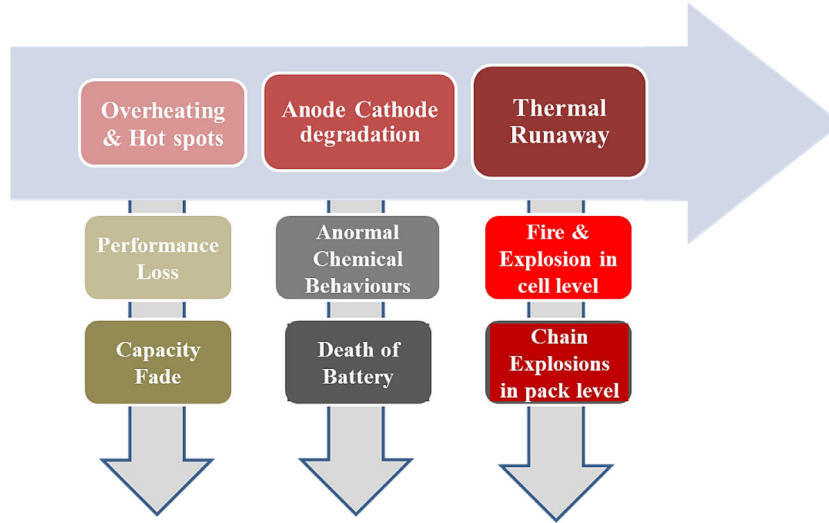 Overheating
& Hot spots
Anode Cathode
degradation
Thermal
Runaway
Performance
Loss
Anormal
Chemical
Behaviours
Fire &
Explosion in
cell level
Capacity
Fade
Death of
Battery
Chain
Explosions
in pack level